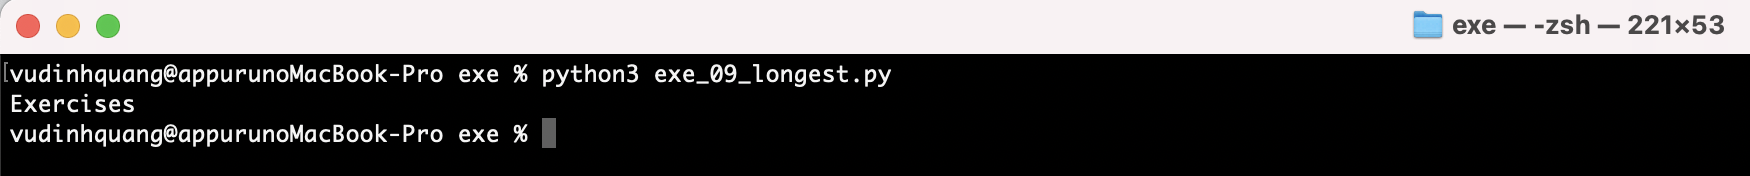 exe — -zsh — 221×53
[vudinhquang@appurunoMacBook-Pro exe % python3 exe_09_longest.py
Exercises
vudinhquang@appurunoMacBook-Pro exe %